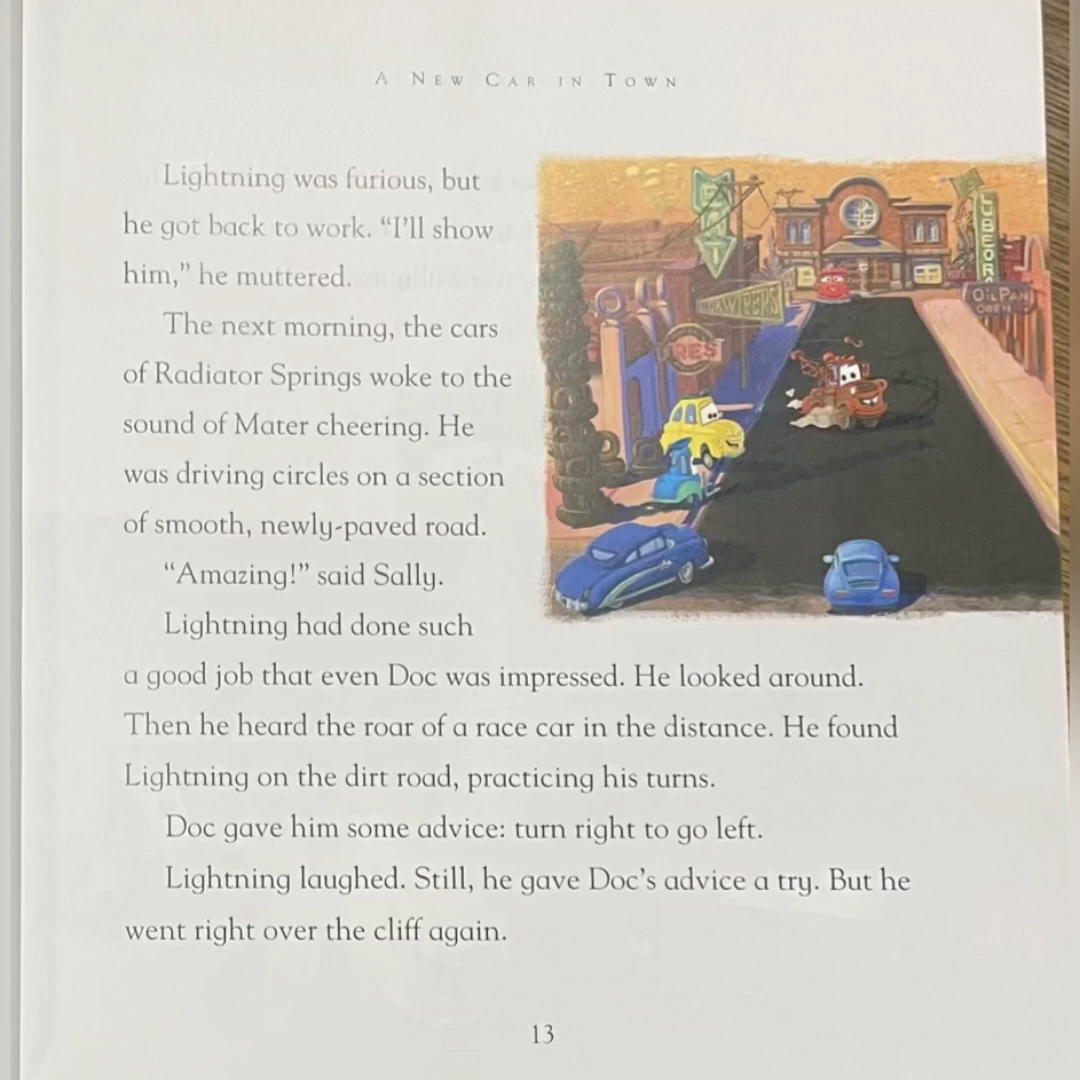 A NEW CAR IN TOWN
Lightning was furious, but
he got back to work. “I’ll show
him,” he muttered.
The next morning, the cars
of Radiator Springs woke to the
sound of Mater cheering. He
was driving circles on a section
of smooth, newly-paved road.
“Amazing!” said Sally.
Lightning had done such
a good job that even Doc was impressed. He looked around.
Then he heard the roar of a race car in the distance. He found
Lightning on the dirt road, practicing his turns.
Doc gave him some advice: turn right to go left.
Lightning laughed. Still, he gave Doc’s advice a try. But he
went right over the cliff again.
OIL PAN
OPEN
13